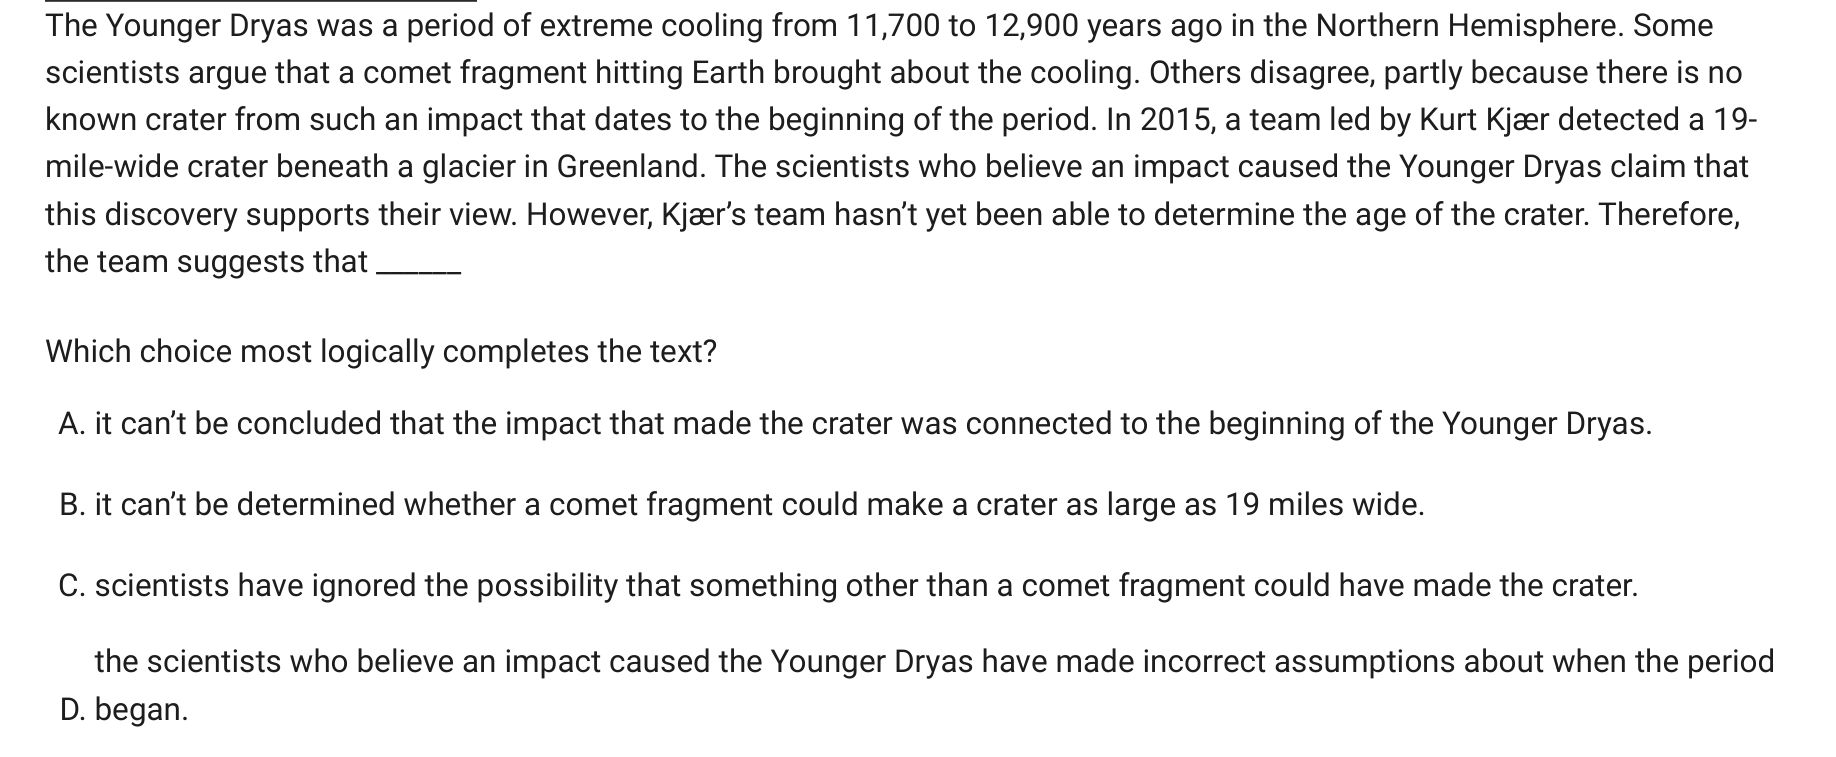 The Younger Dryas was a period of extreme cooling from 11,700 to 12,900 years ago in the Northern Hemisphere. Some
scientists argue that a comet fragment hitting Earth brought about the cooling. Others disagree, partly because there is no
known crater from such an impact that dates to the beginning of the period. In 2015, a team led by Kurt Kjær detected a 19-
mile-wide crater beneath a glacier in Greenland. The scientists who believe an impact caused the Younger Dryas claim that
this discovery supports their view. However, Kjær’s team hasn’t yet been able to determine the age of the crater. Therefore,
the team suggests that ______
Which choice most logically completes the text?
A. it can’t be concluded that the impact that made the crater was connected to the beginning of the Younger Dryas.
B. it can’t be determined whether a comet fragment could make a crater as large as 19 miles wide.
C. scientists have ignored the possibility that something other than a comet fragment could have made the crater.
the scientists who believe an impact caused the Younger Dryas have made incorrect assumptions about when the period
D. began.